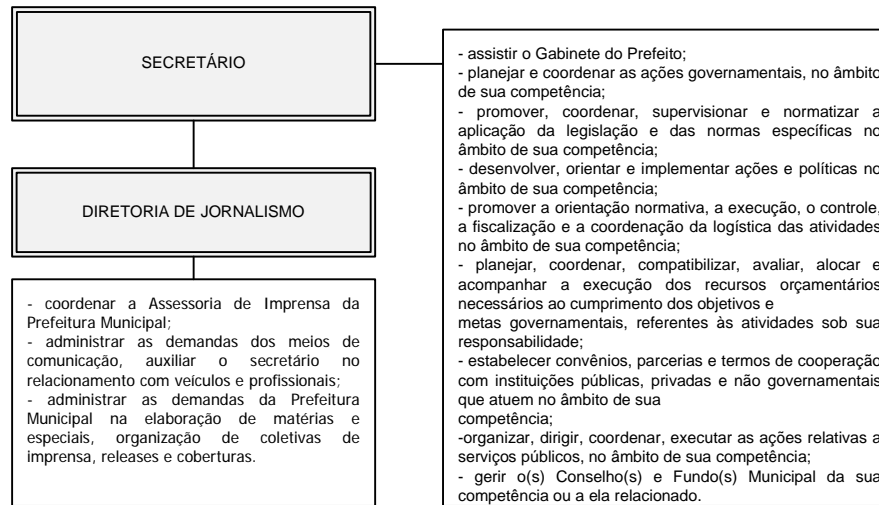 SECRETÁRIO
- assistir o Gabinete do Prefeito;
- planejar e coordenar as ações governamentais, no âmbito
de sua competência;
- promover, coordenar, supervisionar e normatizar a
aplicação da legislação e das normas específicas no
âmbito de sua competência;
- desenvolver, orientar e implementar ações e políticas no
âmbito de sua competência;
- promover a orientação normativa, a execução, o controle,
a fiscalização e a coordenação da logística das atividades
no âmbito de sua competência;
- planejar, coordenar, compatibilizar, avaliar, alocar e
acompanhar a execução dos recursos orçamentários
necessários ao cumprimento dos objetivos e
metas governamentais, referentes às atividades sob sua
responsabilidade;
- estabelecer convênios, parcerias e termos de cooperação
com instituições públicas, privadas e não governamentais
que atuem no âmbito de sua
competência;
-organizar, dirigir, coordenar, executar as ações relativas a
serviços públicos, no âmbito de sua competência;
- gerir o(s) Conselho(s) e Fundo(s) Municipal da sua
competência ou a ela relacionado.
DIRETORIA DE JORNALISMO
- coordenar a Assessoria de Imprensa da
Prefeitura Municipal;
- administrar as demandas dos meios de
comunicação, auxiliar o secretário no
relacionamento com veículos e profissionais;
- administrar as demandas da Prefeitura
Municipal na elaboração de matérias e
especiais, organização de coletivas de
imprensa, releases e coberturas.